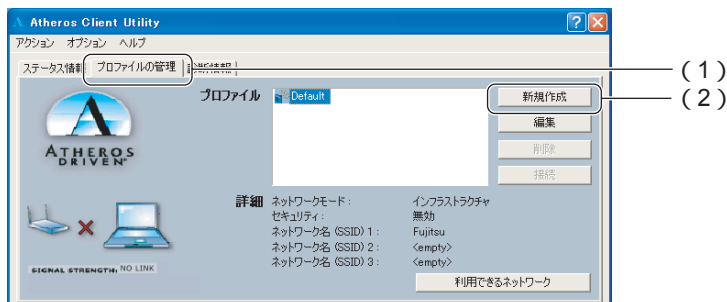 Atheros Client Utility
アクション オプション ヘルプ
ステータス情報 プロファイルの管理 診断情報
(1)
プロファイル Default 新規作成
(2)
編集
削除
接続
ATHEROS
DRIVEN
詳細 ネットワークモード: インフラストラクチャ
セキュリティ: 無効
ネットワーク名 (SSID) 1: Fujitsu
ネットワーク名 (SSID) 2: <empty>
ネットワーク名 (SSID) 3: <empty>
SIGNAL STRENGTH: NO LINK
利用できるネットワーク